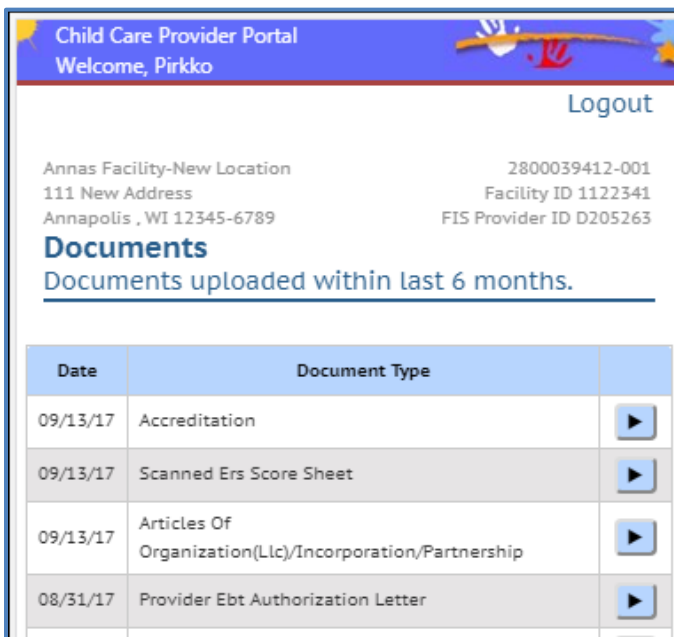 Child Care Provider Portal
Welcome, Pirkko
Logout
Annas Facility-New Location
2800039412-001
111 New Address
Facility ID 1122341
Annapolis , WI 12345-6789
FIS Provider ID D205263
Documents
Documents uploaded within last 6 months.
Date Document Type
09/13/17 Accreditation
09/13/17 Scanned Ers Score Sheet
09/13/17 Articles Of
Organization(Llc)/Incorporation/Partnership
08/31/17 Provider Ebt Authorization Letter